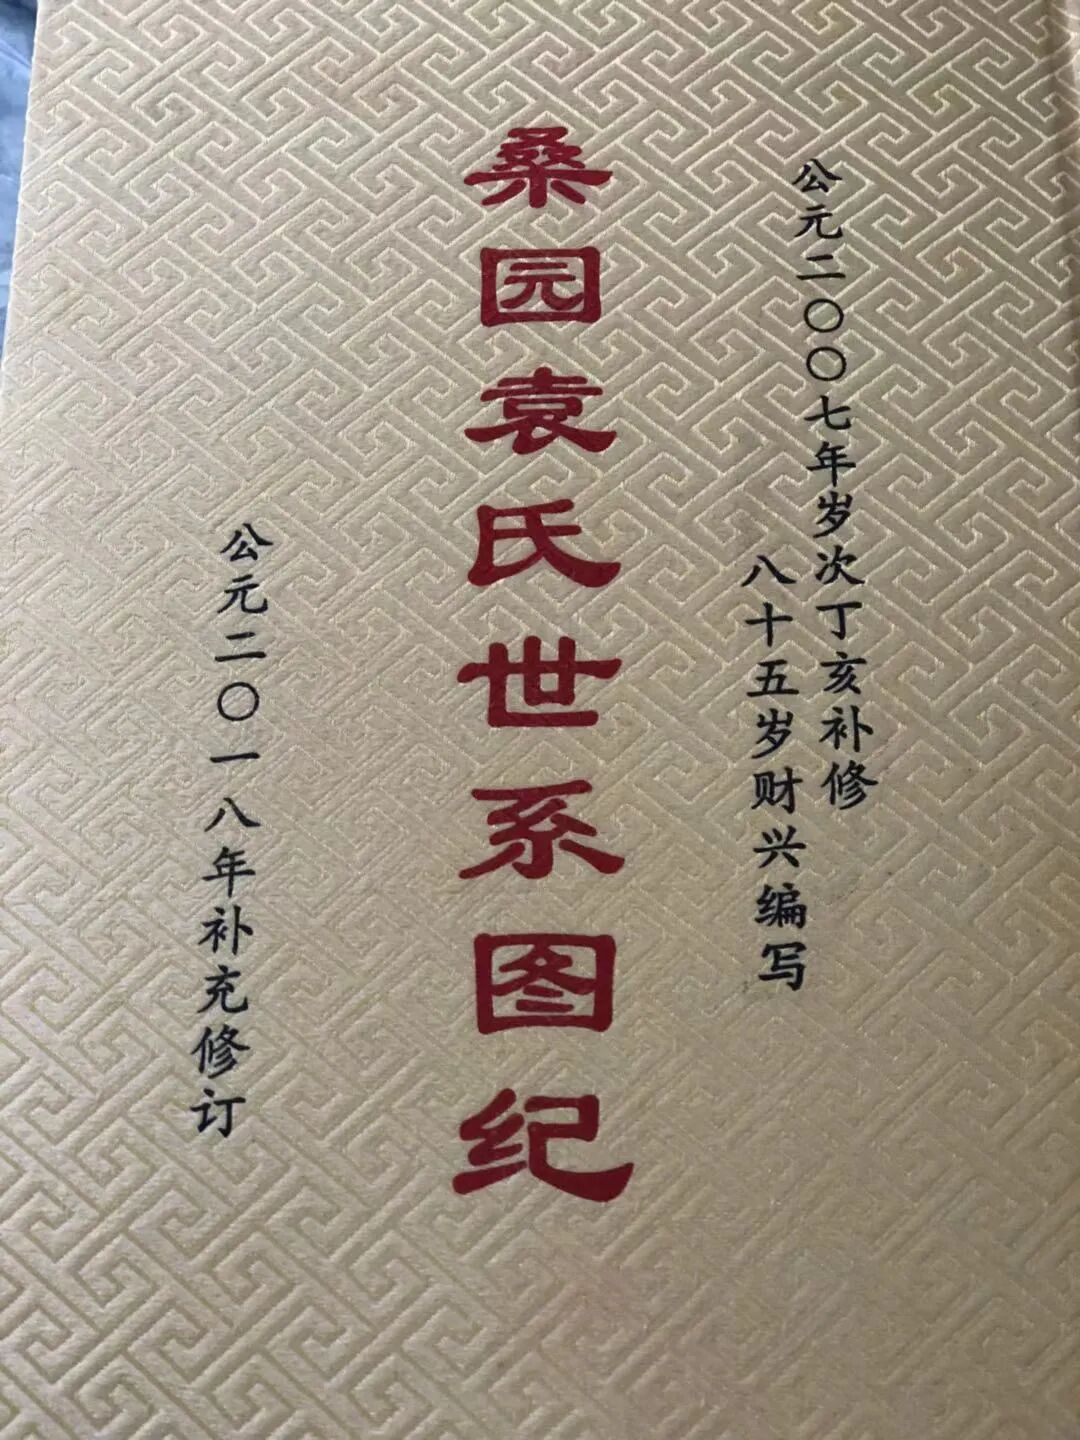 公元二〇〇七年岁次丁亥补修
八十五岁财兴编写
桑园袁氏世系图纪
公元二〇一八年补充修订